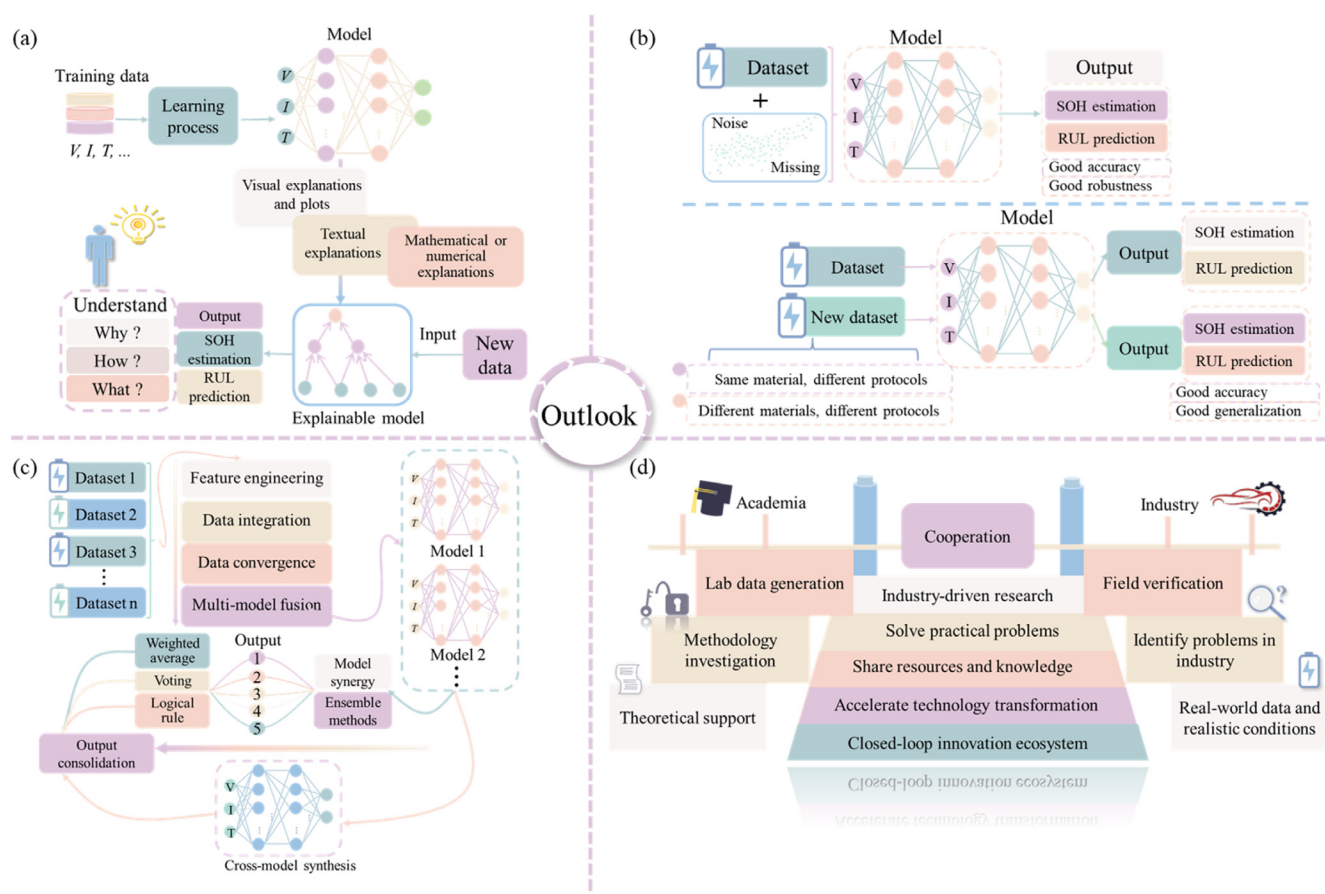 (a)
Model
Training data
Learning
process
V
I
T
V, I, T, ...
Visual explanations
and plots
Textual
explanations
Mathematical or
numerical
explanations
Understand
Why ?
How ?
What ?
Output
SOH
estimation
RUL
prediction
Input
New
data
Explainable model
(b)
Model
Dataset
+
Noise
Missing
V
I
T
Output
SOH estimation
RUL prediction
Good accuracy
Good robustness
Model
Dataset
New dataset
V
I
T
Output
SOH estimation
RUL prediction
Output
SOH estimation
RUL prediction
Same material, different protocols
Different materials, different protocols
Good accuracy
Good generalization
Outlook
(c)
Dataset 1
Dataset 2
Dataset 3
Dataset n
Feature engineering
Data integration
Data convergence
Multi-model fusion
V
I
T
Model 1
V
I
T
Model 2
Weighted
average
Voting
Logical
rule
Output
1
2
3
4
5
Model
synergy
Ensemble
methods
Output
consolidation
V
I
T
Cross-model synthesis
(d)
Academia
Cooperation
Industry
Lab data generation
Industry-driven research
Field verification
Methodology
investigation
Solve practical problems
Share resources and knowledge
Identify problems in
industry
Theoretical support
Accelerate technology transformation
Closed-loop innovation ecosystem
Real-world data and
realistic conditions
?
Closed-loop innovation ecosystem
Accelerate technology transformation